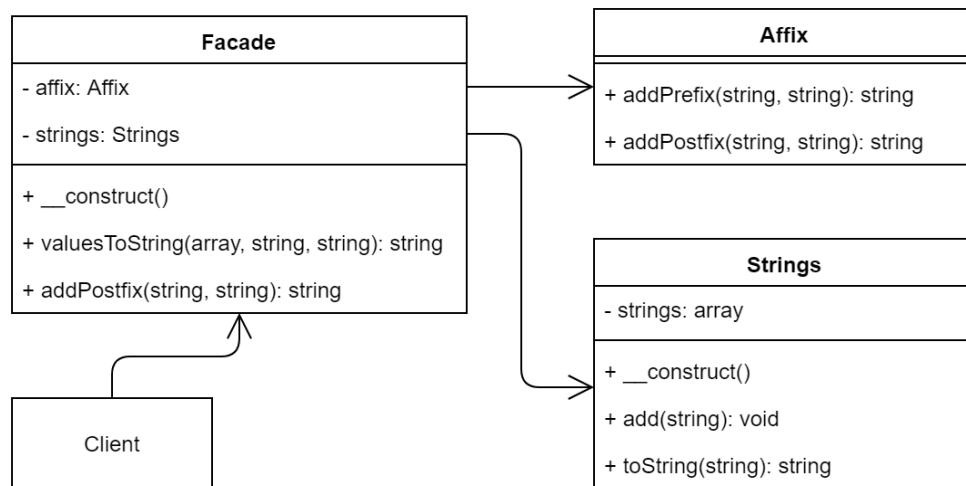 Facade
- affix: Affix
- strings: Strings
+ __construct()
+ valuesToString(array, string, string): string
+ addPostfix(string, string): string
Affix
+ addPrefix(string, string): string
+ addPostfix(string, string): string
Strings
- strings: array
+ __construct()
+ add(string): void
+ toString(string): string
Client